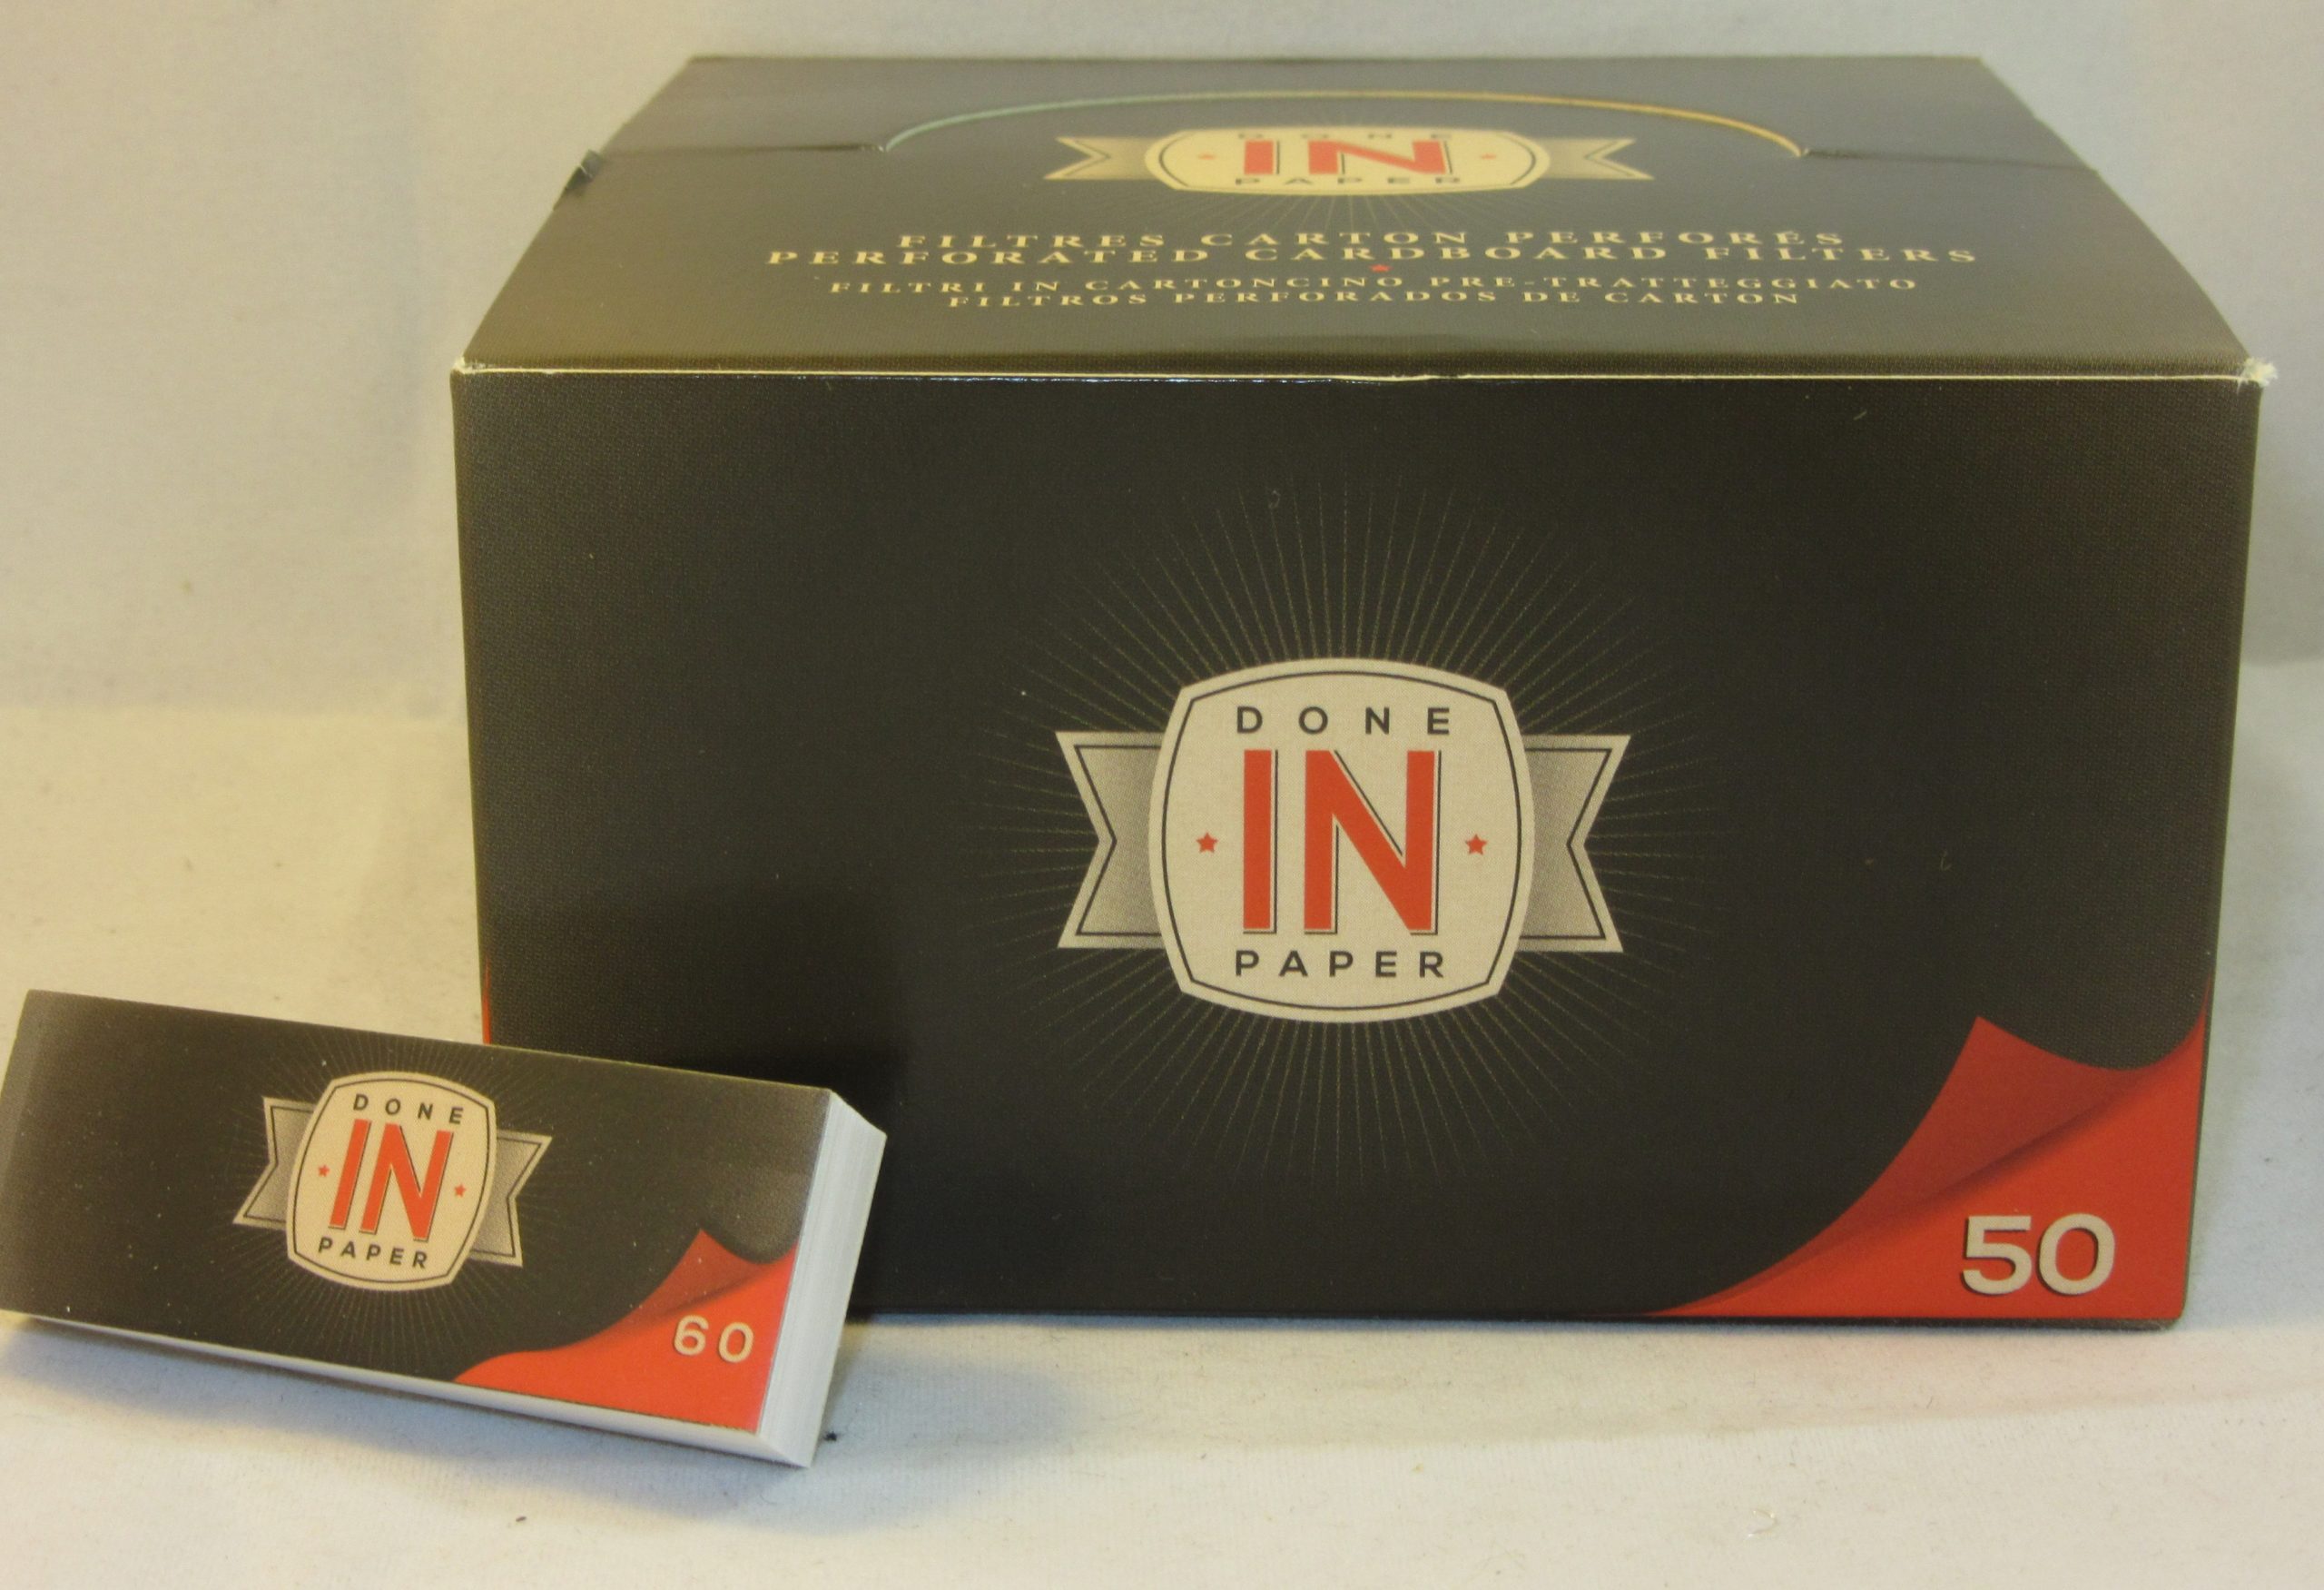 DONE
IN
PAPER
FILTRES CARTON PERFORÉS
PERFORATED CARDBOARD FILTERS
FILTRI IN CARTONCINO PRE-TRATTEGGIATO
FILTROS PERFORADOS DE CARTON
DONE
IN
PAPER
50
DONE
IN
PAPER
60